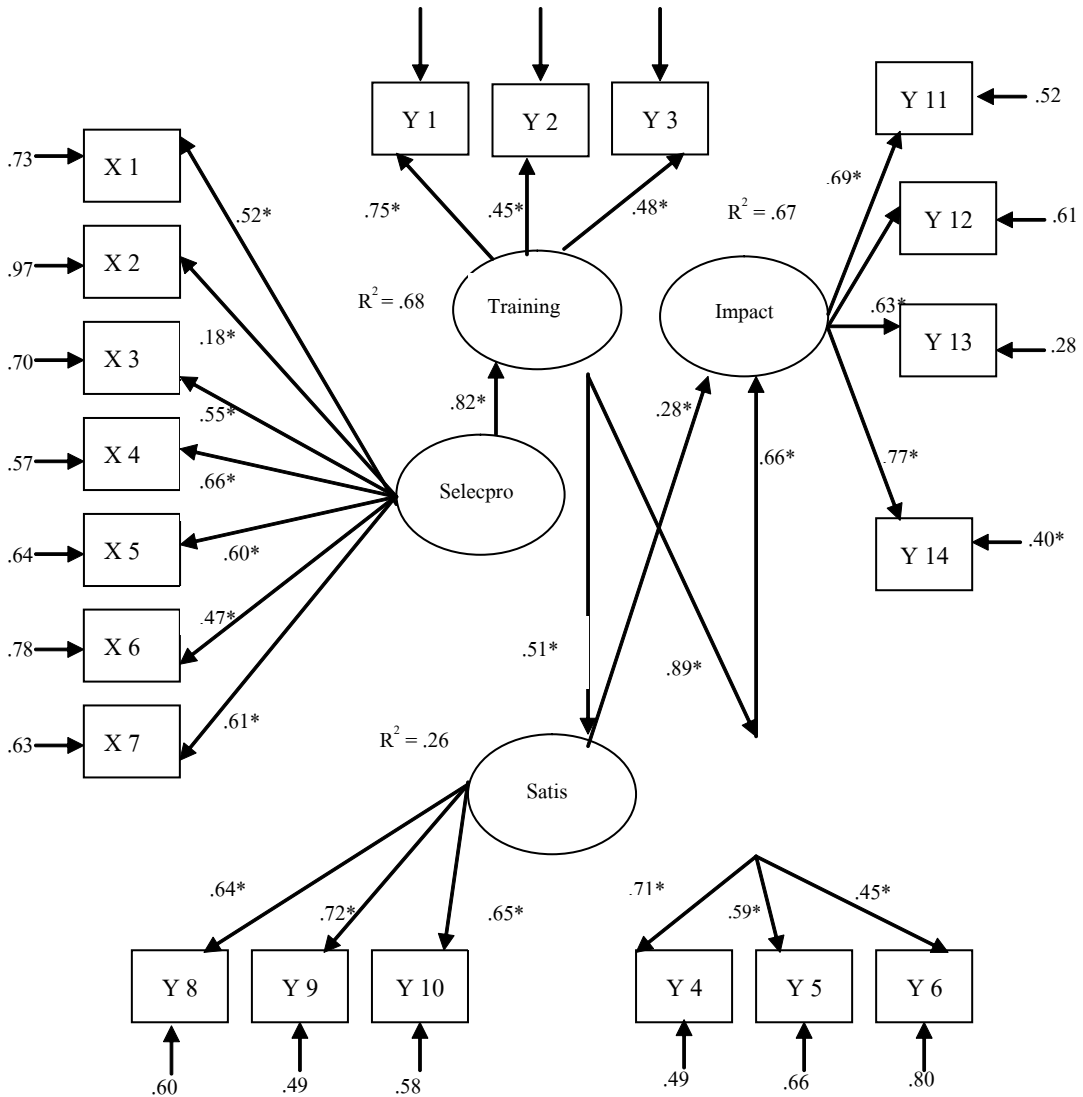 Y 1
Y 2
Y 3
Y 11
.52
.73
X 1
.69*
.52*
.75*
.45*
.48*
R² = .67
Y 12
.61
.97
X 2
R² = .68
Training
Impact
.63*
Y 13
.28
.18*
.70
X 3
.55*
.82*
.28*
.57
X 4
.66*
.66*
.77*
Selecpro
.64
X 5
.60*
Y 14
.40*
.78
X 6
.47*
.51*
.89*
.63
X 7
.61*
R² = .26
Satis
.64*
.72*
.65*
.71*
.59*
.45*
Y 8
Y 9
Y 10
Y 4
Y 5
Y 6
.60
.49
.58
.49
.66
.80